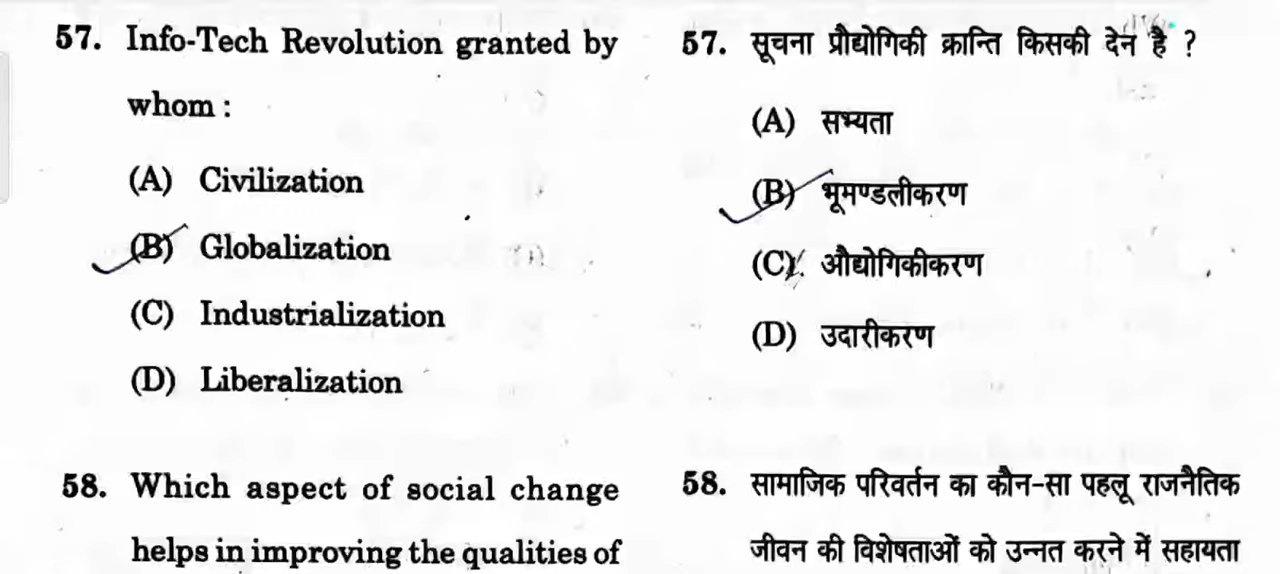 57. Info-Tech Revolution granted by
whom :
(A) Civilization
(B) Globalization
(C) Industrialization
(D) Liberalization
58. Which aspect of social change
helps in improving the qualities of
57. सूचना प्रौद्योगिकी क्रान्ति किसकी देन है ?
(A) सभ्यता
(B) भूमण्डलीकरण
(C) औद्योगिकीकरण
(D) उदारीकरण
58. सामाजिक परिवर्तन का कौन-सा पहलू राजनैतिक
जीवन की विशेषताओं को उन्नत करने में सहायता